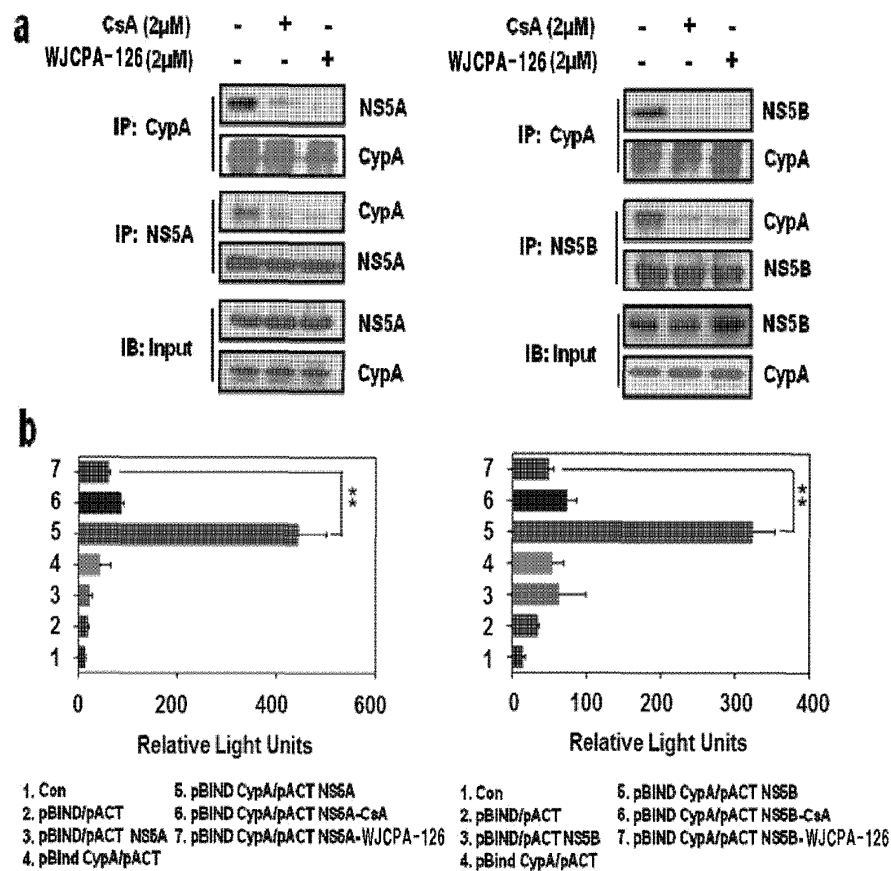 a
CsA (2µM) - + -
WJCPA-126(2µM) - - +
IP: CypA
NS5A
CypA
IP: NS5A
CypA
NS5A
IB: Input
NS5A
CypA
CsA (2µM) - + -
WJCPA-126(2µM) - - +
IP: CypA
NS5B
CypA
IP: NS5B
CypA
NS5B
IB: Input
NS5B
CypA
b
7
6
5
4
3
2
1
**
0 200 400 600
Relative Light Units
1. Con
2. pBIND/pACT
3. pBIND/pACT NS5A
4. pBind CypA/pACT
5. pBIND CypA/pACT NS5A
6. pBIND CypA/pACT NS5A-CsA
7. pBIND CypA/pACT NS5A-WJCPA-126
7
6
5
4
3
2
1
**
0 100 200 300 400
Relative Light Units
1. Con
2. pBIND/pACT
3. pBIND/pACT NS5B
4. pBind CypA/pACT
5. pBIND CypA/pACT NS5B
6. pBIND CypA/pACT NS5B-CsA
7. pBIND CypA/pACT NS5B-WJCPA-126